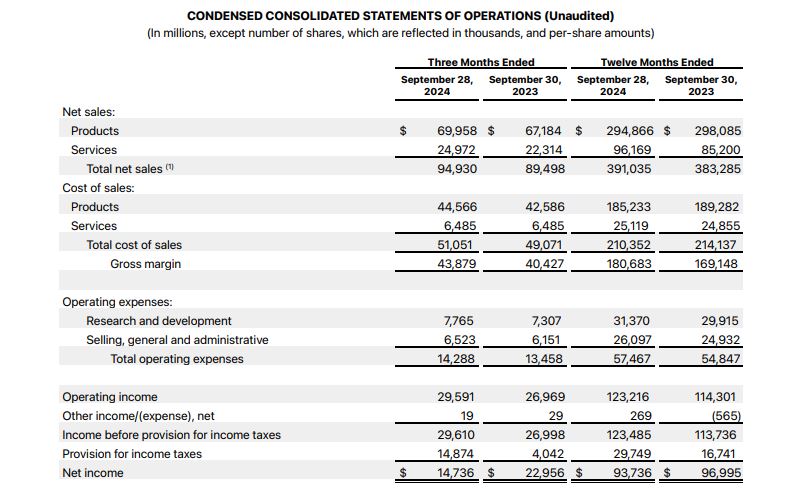 CONDENSED CONSOLIDATED STATEMENTS OF OPERATIONS (Unaudited)
(In millions, except number of shares, which are reflected in thousands, and per-share amounts)
Three Months Ended Twelve Months Ended
September 28, 2024 September 30, 2023 September 28, 2024 September 30, 2023
Net sales:
Products $ 69,958 $ 67,184 $ 294,866 $ 298,085
Services 24,972 22,314 96,169 85,200
Total net sales (1) 94,930 89,498 391,035 383,285
Cost of sales:
Products 44,566 42,586 185,233 189,282
Services 6,485 6,485 25,119 24,855
Total cost of sales 51,051 49,071 210,352 214,137
Gross margin 43,879 40,427 180,683 169,148
Operating expenses:
Research and development 7,765 7,307 31,370 29,915
Selling, general and administrative 6,523 6,151 26,097 24,932
Total operating expenses 14,288 13,458 57,467 54,847
Operating income 29,591 26,969 123,216 114,301
Other income/(expense), net 19 29 269 (565)
Income before provision for income taxes 29,610 26,998 123,485 113,736
Provision for income taxes 14,874 4,042 29,749 16,741
Net income $ 14,736 $ 22,956 $ 93,736 $ 96,995